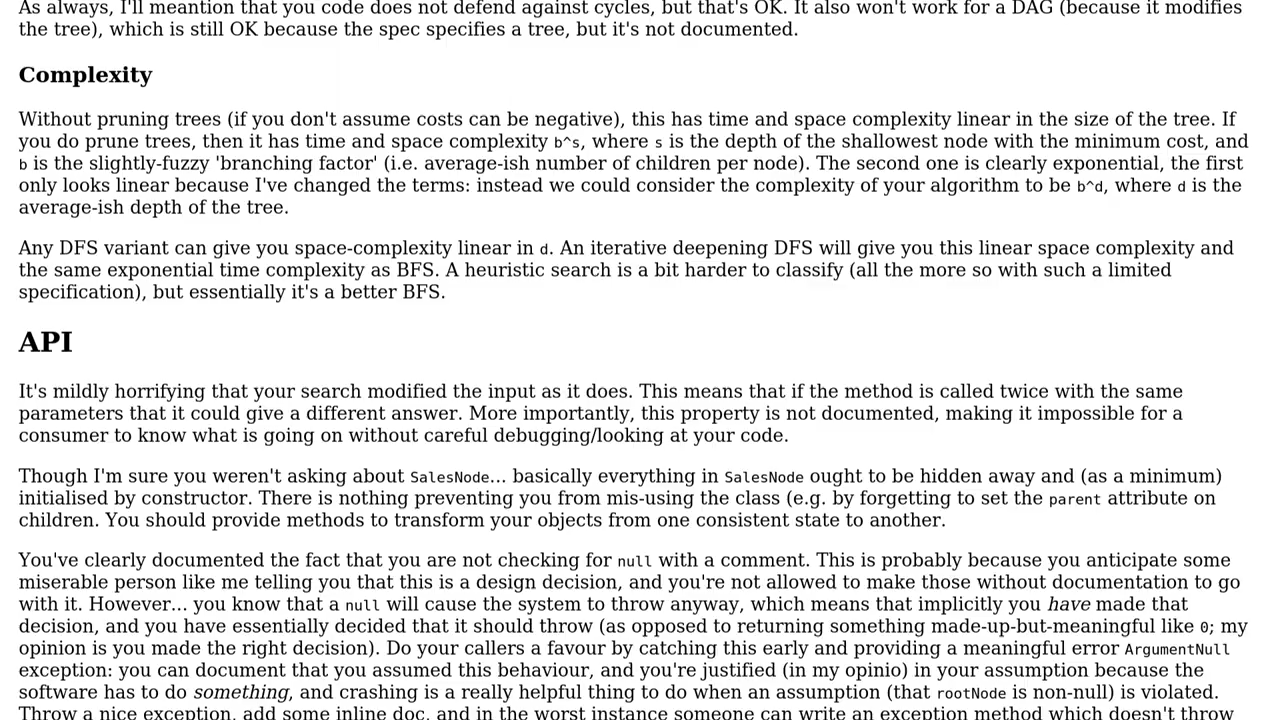 As always, I'll meantion that you code does not defend against cycles, but that's OK. It also won't work for a DAG (because it modifies
the tree), which is still OK because the spec specifies a tree, but it's not documented.
Complexity
Without pruning trees (if you don't assume costs can be negative), this has time and space complexity linear in the size of the tree. If
you do prune trees, then it has time and space complexity b^s, where s is the depth of the shallowest node with the minimum cost, and
b is the slightly-fuzzy 'branching factor' (i.e. average-ish number of children per node). The second one is clearly exponential, the first
only looks linear because I've changed the terms: instead we could consider the complexity of your algorithm to be b^d, where d is the
average-ish depth of the tree.
Any DFS variant can give you space-complexity linear in d. An iterative deepening DFS will give you this linear space complexity and
the same exponential time complexity as BFS. A heuristic search is a bit harder to classify (all the more so with such a limited
specification), but essentially it's a better BFS.
API
It's mildly horrifying that your search modified the input as it does. This means that if the method is called twice with the same
parameters that it could give a different answer. More importantly, this property is not documented, making it impossible for a
consumer to know what is going on without careful debugging/looking at your code.
Though I'm sure you weren't asking about SalesNode... basically everything in SalesNode ought to be hidden away and (as a minimum)
initialised by constructor. There is nothing preventing you from mis-using the class (e.g. by forgetting to set the parent attribute on
children. You should provide methods to transform your objects from one consistent state to another.
You've clearly documented the fact that you are not checking for null with a comment. This is probably because you anticipate some
miserable person like me telling you that this is a design decision, and you're not allowed to make those without documentation to go
with it. However... you know that a null will cause the system to throw anyway, which means that implicitly you have made that
decision, and you have essentially decided that it should throw (as opposed to returning something made-up-but-meaningful like 0; my
opinion is you made the right decision). Do your callers a favour by catching this early and providing a meaningful error ArgumentNull
exception: you can document that you assumed this behaviour, and you're justified (in my opinio) in your assumption because the
software has to do something, and crashing is a really helpful thing to do when an assumption (that rootNode is non-null) is violated.
Throw a nice exception, add some inline doc, and in the worst instance someone can write an exception method which doesn't throw